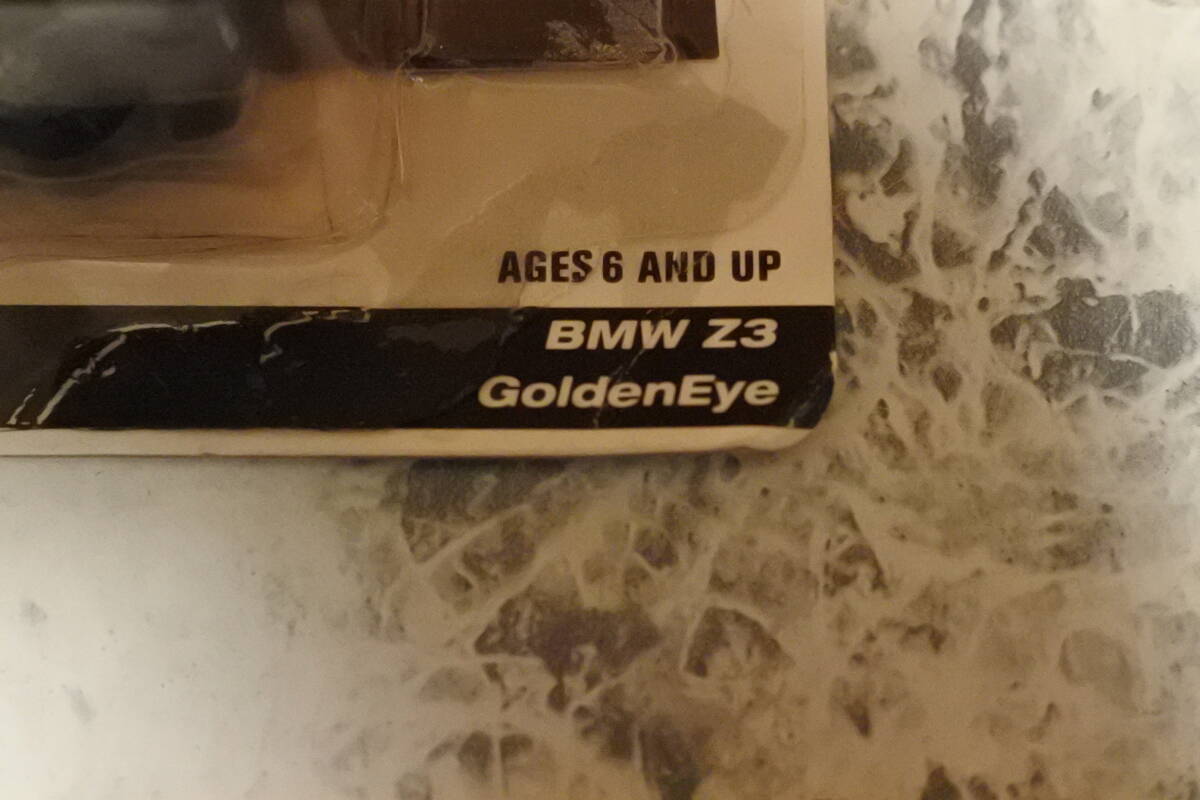 AGES 6 AND UP
BMW Z3
GoldenEye